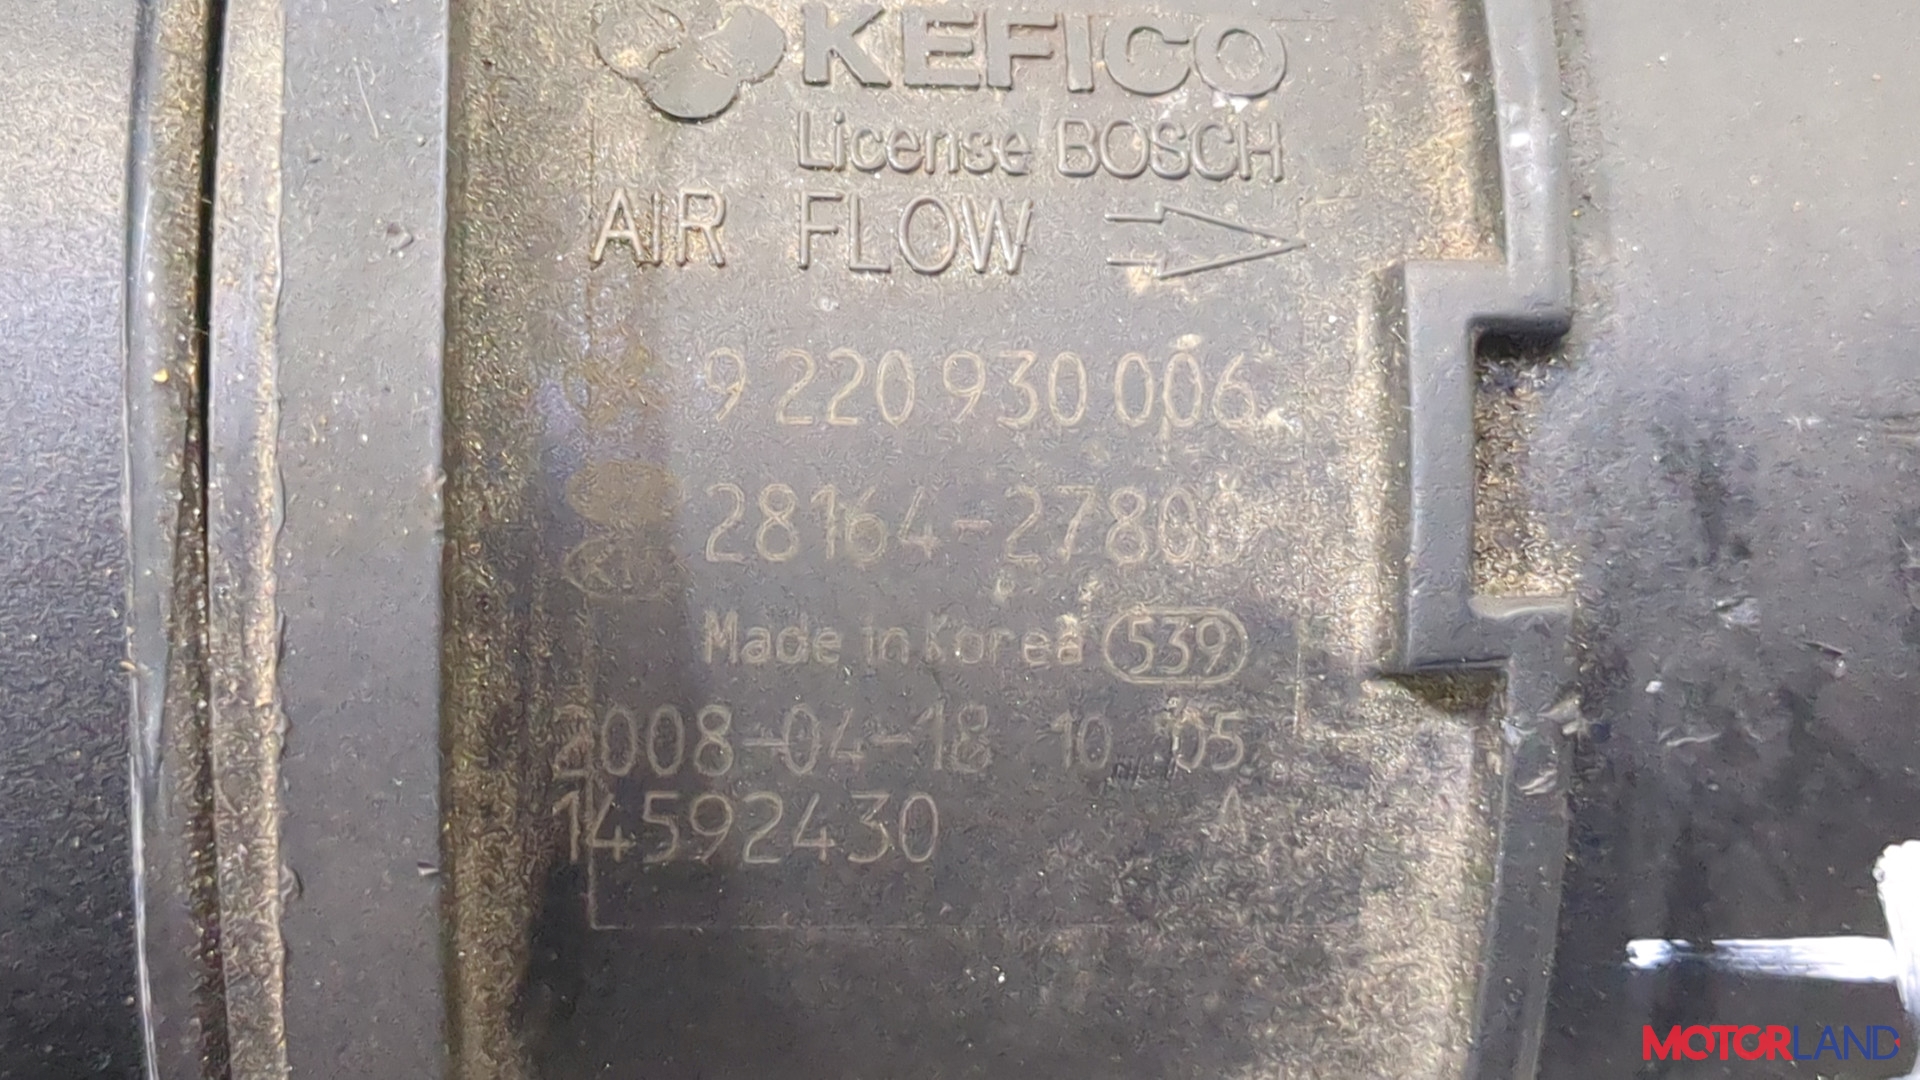 KEFICO
License BOSCH
AIR FLOW
9 220 930 006
28164-27800
KIA
Made in Korea 539
2008-04-18 10 05
14592430 A
MOTORLAND